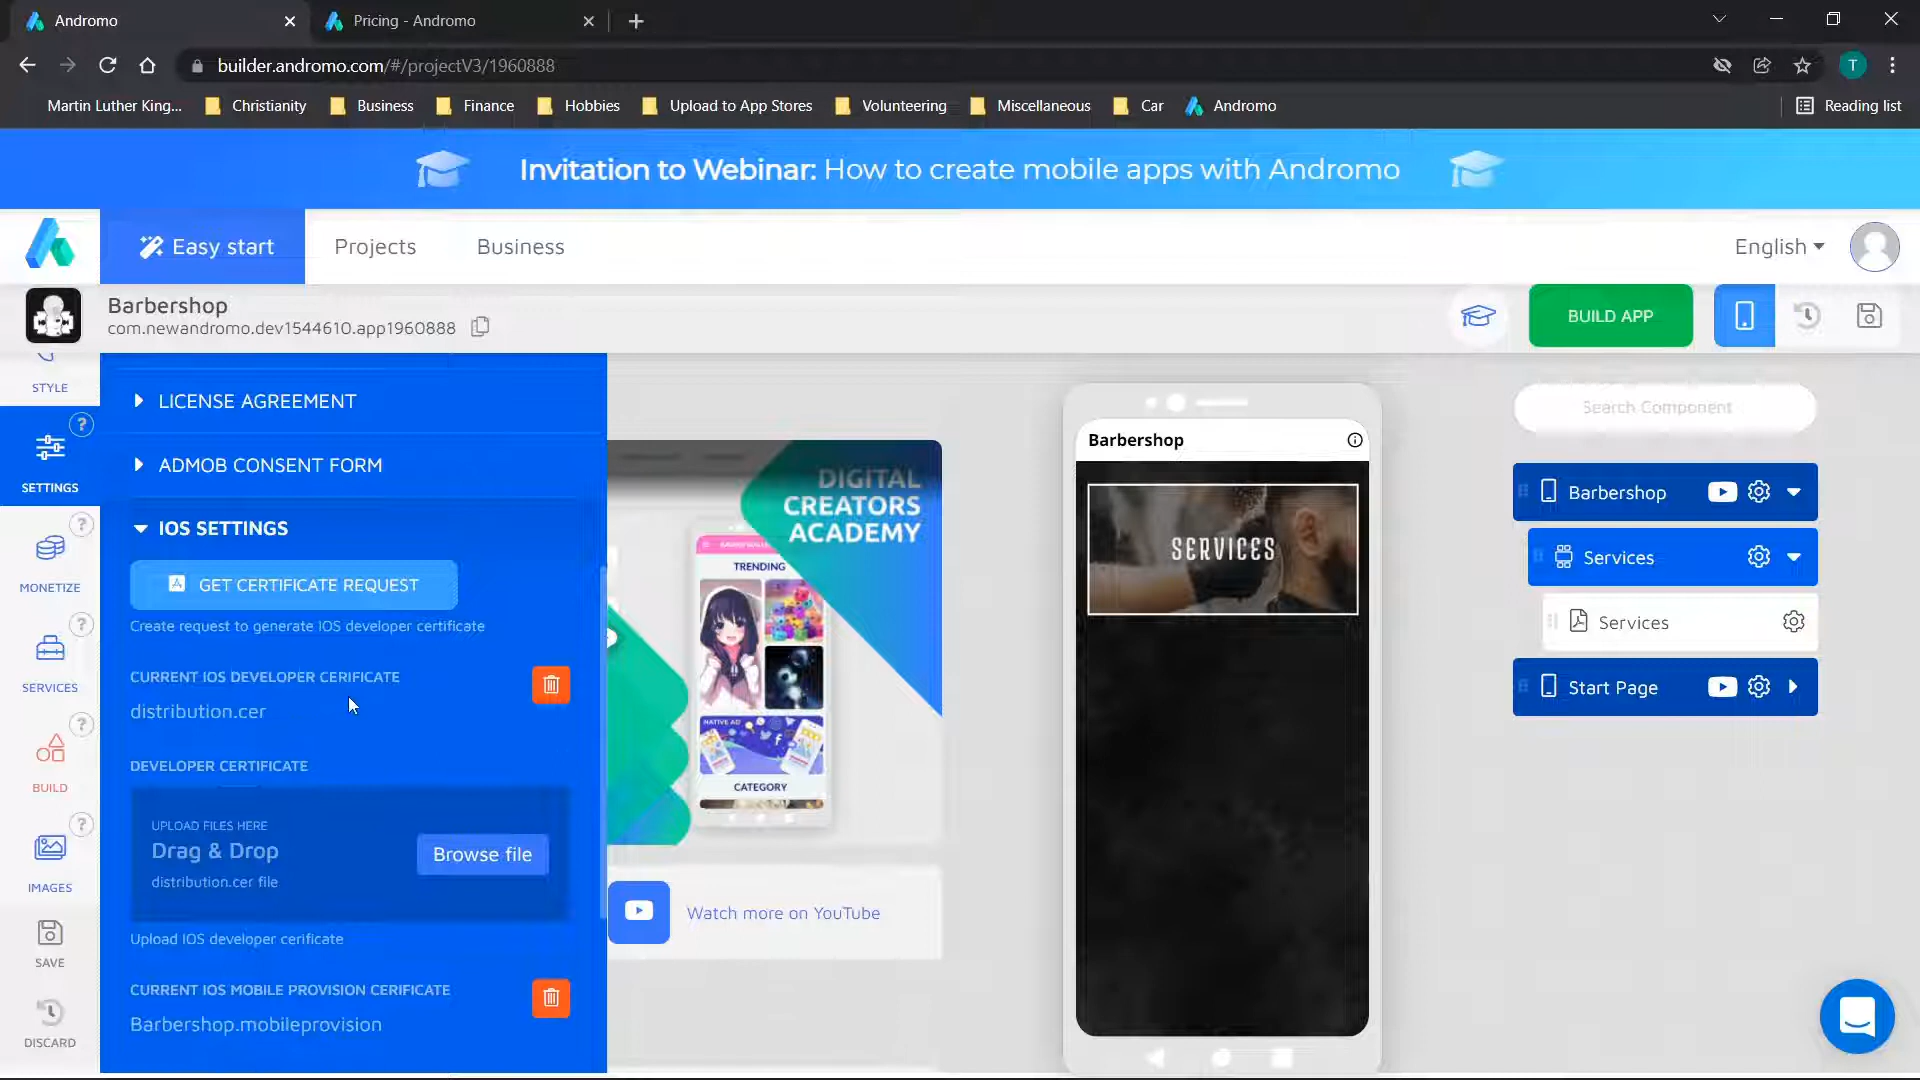 Andromo
Pricing - Andromo
builder.andromo.com/#/projectV3/1960888
T
Martin Luther King...
Christianity
Business
Finance
Hobbies
Upload to App Stores
Volunteering
Miscellaneous
Car
Andromo
Reading list
Invitation to Webinar: How to create mobile apps with Andromo
Easy start
Projects
Business
English
Barbershop
com.newandromo.dev1544610.app1960888
BUILD APP
STYLE
SETTINGS
MONETIZE
SERVICES
BUILD
IMAGES
SAVE
DISCARD
LICENSE AGREEMENT
ADMOB CONSENT FORM
IOS SETTINGS
GET CERTIFICATE REQUEST
Create request to generate IOS developer certificate
CURRENT IOS DEVELOPER CERIFICATE
distribution.cer
DEVELOPER CERTIFICATE
UPLOAD FILES HERE
Drag & Drop
distribution.cer file
Browse file
Upload IOS developer cerificate
CURRENT IOS MOBILE PROVISION CERIFICATE
Barbershop.mobileprovision
DIGITAL
CREATORS
ACADEMY
TRENDING
NATIVE AD
CATEGORY
Watch more on YouTube
Barbershop
SERVICES
Search Component
Barbershop
Services
Services
Start Page